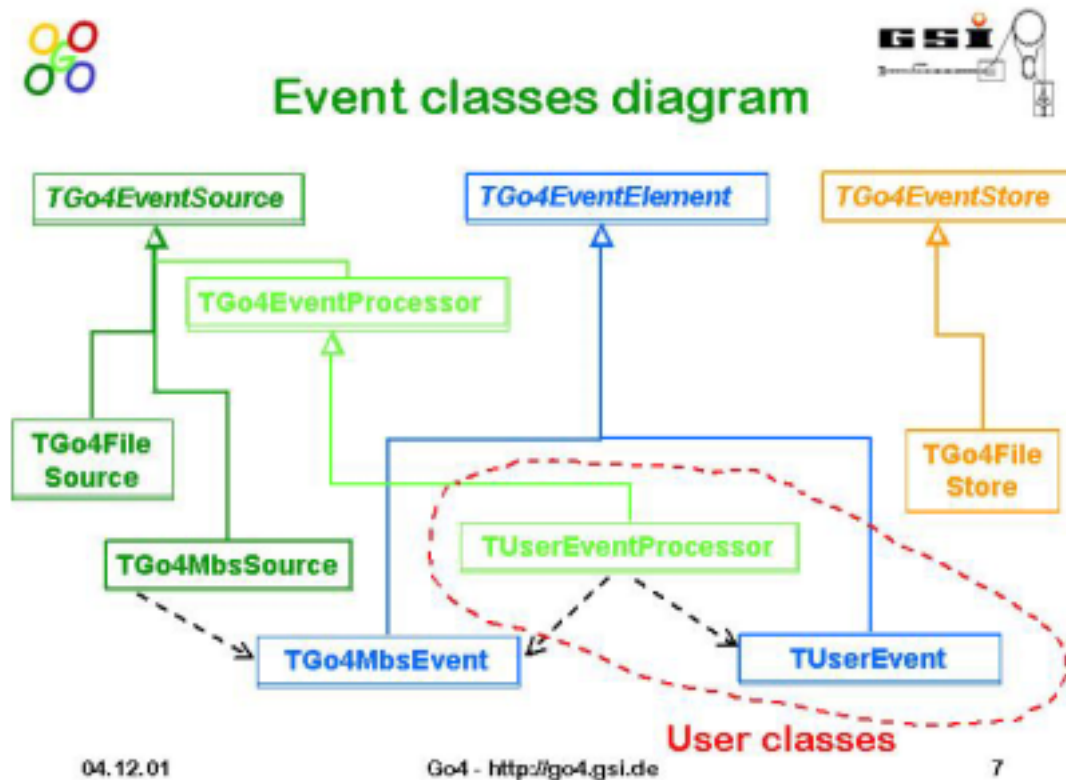 G
GSI
Event classes diagram
TGo4EventSource
TGo4EventElement
TGo4EventStore
TGo4EventProcessor
TGo4File
Source
TGo4File
Store
TUserEventProcessor
TGo4MbsSource
TGo4MbsEvent
TUserEvent
User classes
04.12.01
Go4 - http://go4.gsi.de
7